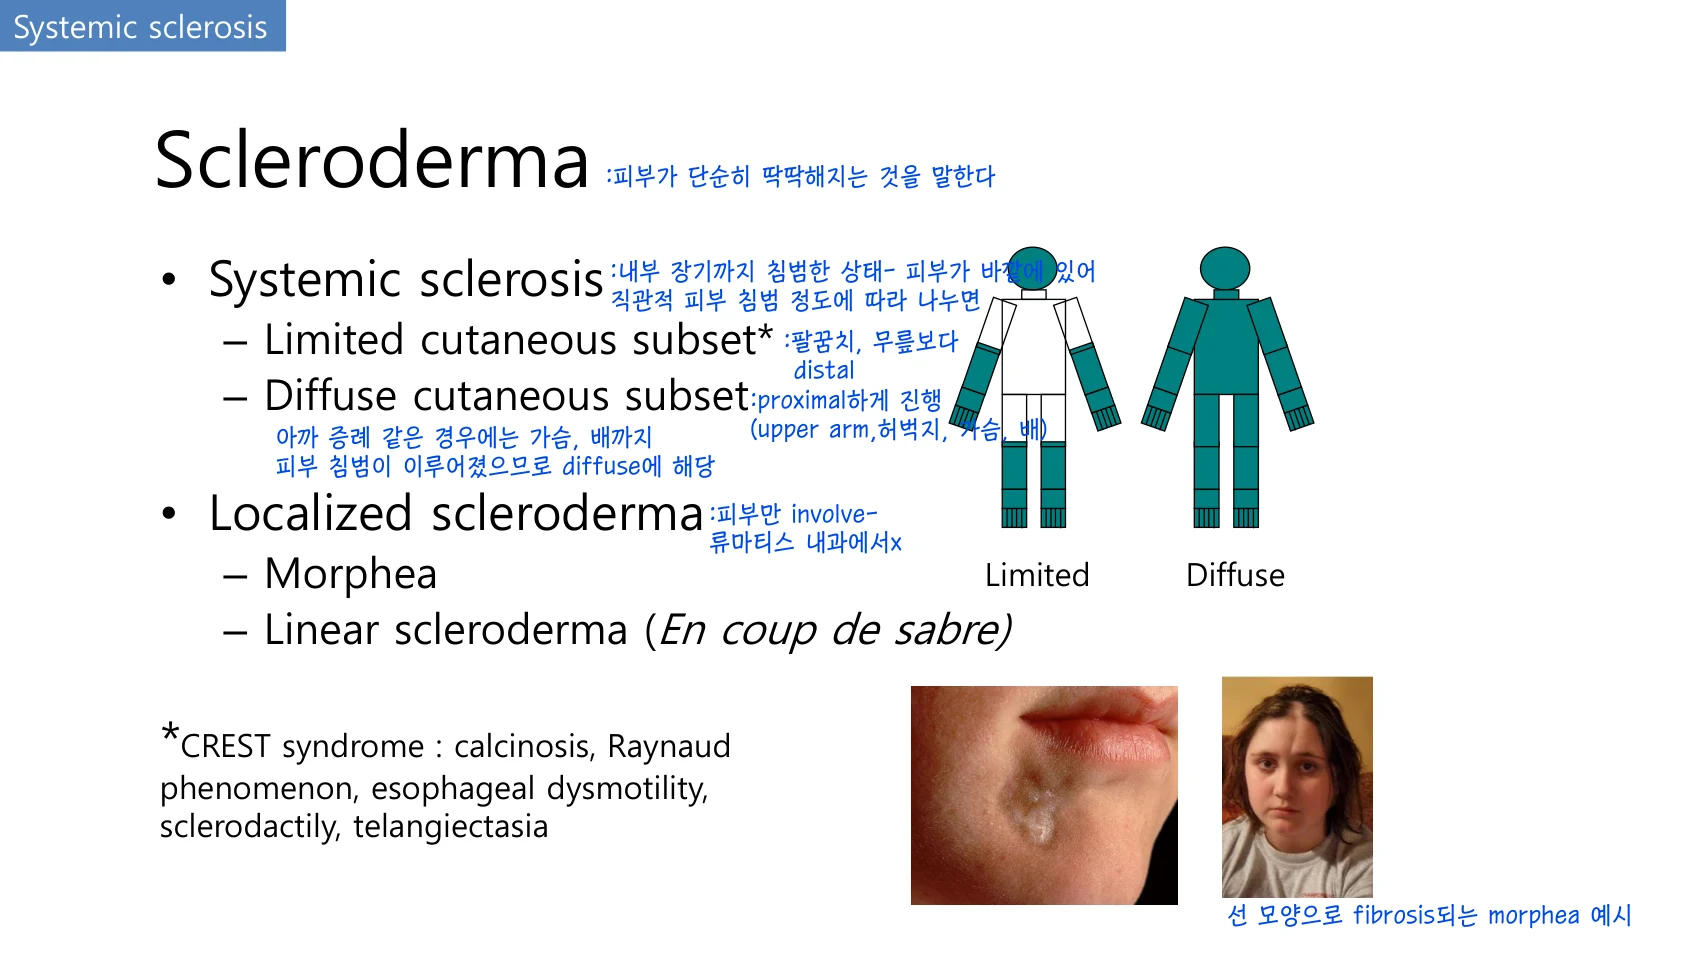 Systemic sclerosis
Scleroderma :피부가 단순히 딱딱해지는 것을 말한다
• Systemic sclerosis :내부 장기까지 침범한 상태- 피부가 바깥에 있어
직관적 피부 침범 정도에 따라 나누면
– Limited cutaneous subset* :팔꿈치, 무릎보다
distal
– Diffuse cutaneous subset :proximal하게 진행
(upper arm,허벅지, 가슴, 배)
아까 증례 같은 경우에는 가슴, 배까지
피부 침범이 이루어졌으므로 diffuse에 해당
• Localized scleroderma :피부만 involve-
류마티스 내과에서x
– Morphea
– Linear scleroderma (En coup de sabre)
Limited
Diffuse
*CREST syndrome : calcinosis, Raynaud
phenomenon, esophageal dysmotility,
sclerodactily, telangiectasia
선 모양으로 fibrosis되는 morphea 예시